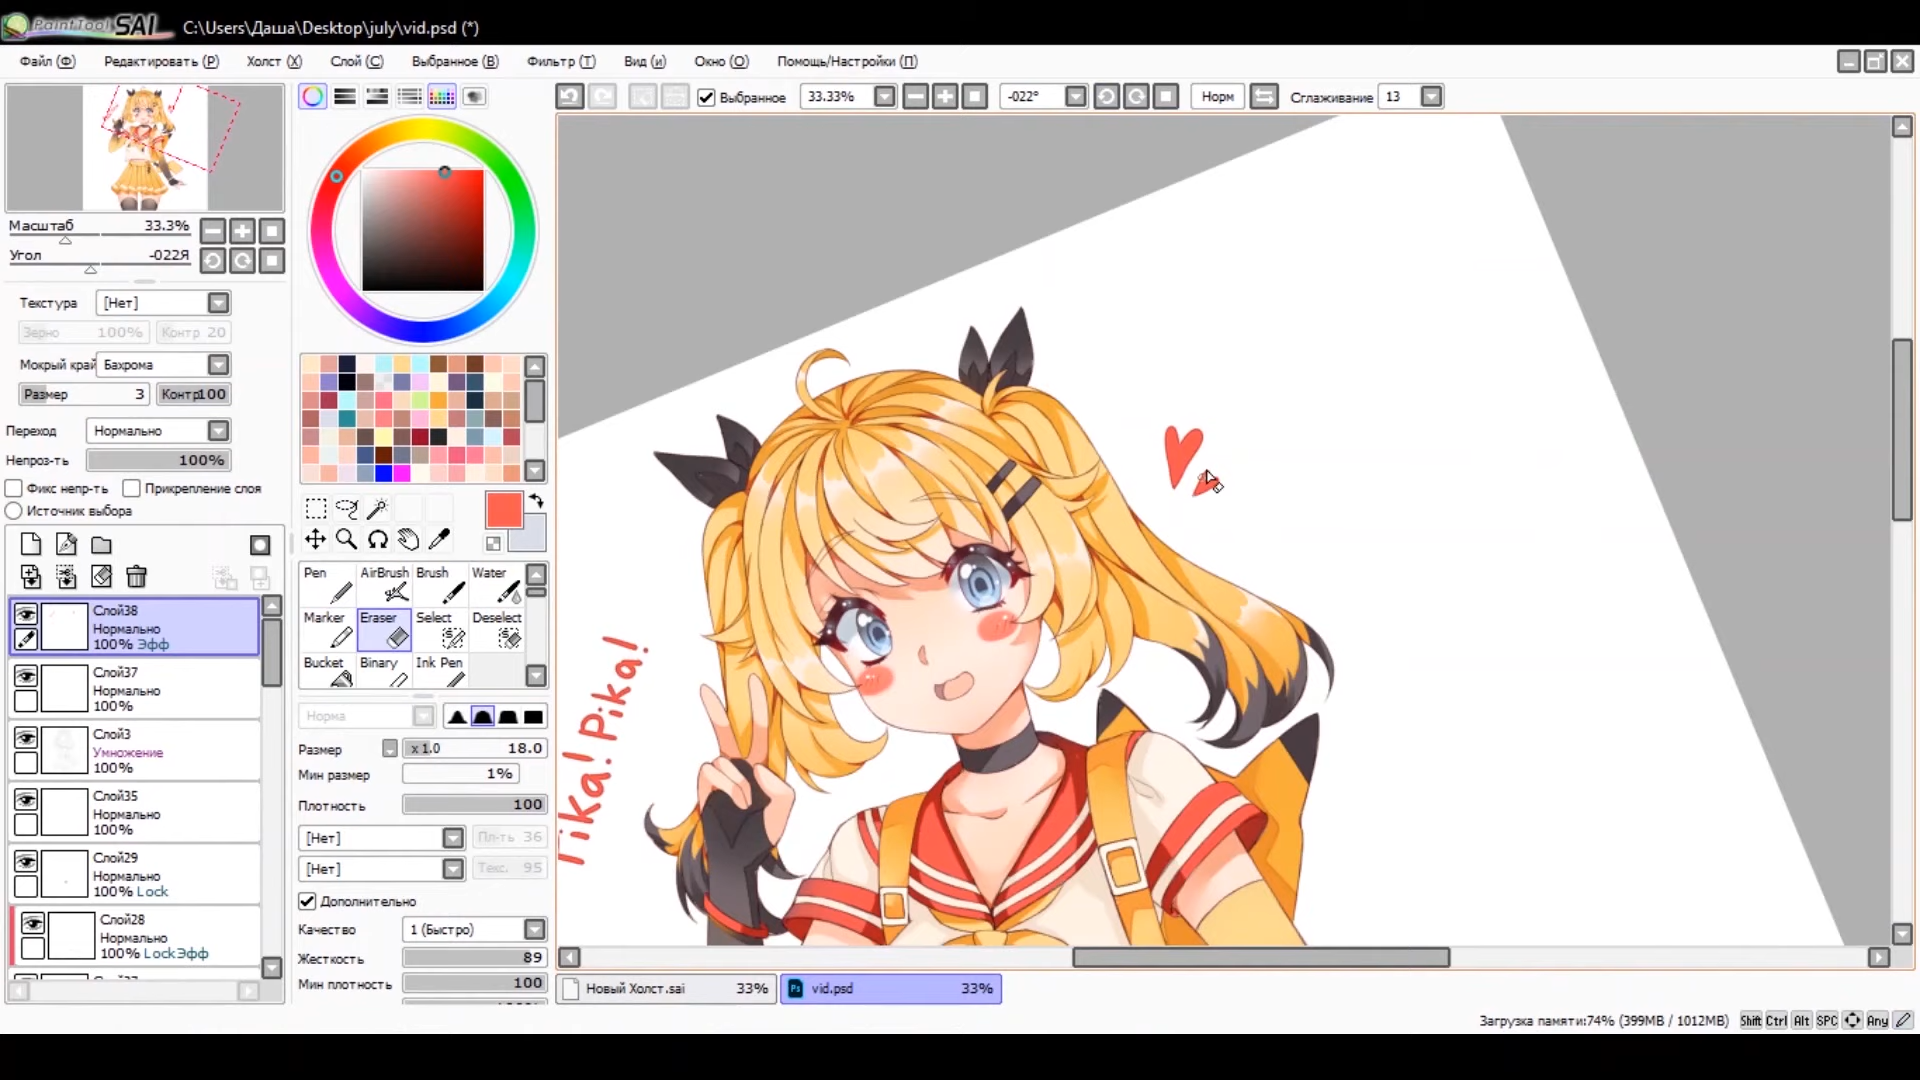 PaintTool SAI C:\Users\Даша\Desktop\july\vid.psd (*)
Файл (Ф) Редактировать (Р) Холст (X) Слой (С) Выбранное (В) Фильтр (Т) Вид (и) Окно (О) Помощь/Настройки (П)
Выбранное 33.33% -022° Норм Сглаживание 13
Масштаб 33.3%
Угол -022Я
Текстура [Нет]
Зерно 100% Контр 20
Мокрый край Бахрома
Размер 3 Контр 100
Переход Нормально
Непроз-ть 100%
Фикс непр-ть Прикрепление слоя
Источник выбора
Слой38
Нормально
100% Эфф
Слой37
Нормально
100%
Слой3
Умножение
100%
Слой35
Нормально
100%
Слой29
Нормально
100% Lock
Слой28
Нормально
100% LockЭфф
Pen AirBrush Brush Water
Marker Eraser Select Deselect
Bucket Binary Ink Pen
Норма
Размер x 1.0 18.0
Мин размер 1%
Плотность 100
[Нет] Пл-ть 36
[Нет] Текс. 95
Дополнительно
Качество 1 (Быстро)
Жесткость 89
Мин плотность 100
Pika! Pika!
Новый Холст.sai 33%
Ps vid.psd 33%
Загрузка памяти:74% (399MB / 1012MB) Shift Ctrl Alt SPC Any